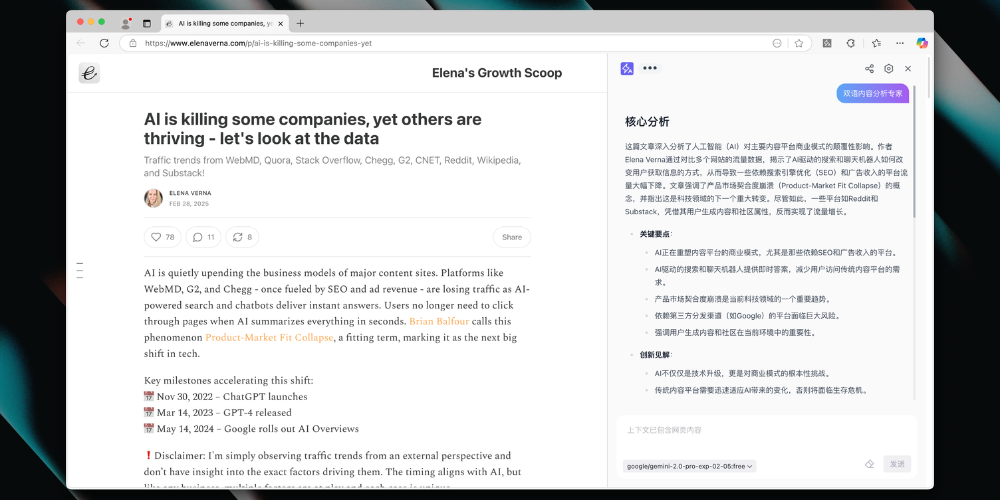 AI is killing some companies, ye
https://www.elenaverna.com/p/ai-is-killing-some-companies-yet
Elena's Growth Scoop
AI is killing some companies, yet others are
thriving - let's look at the data
Traffic trends from WebMD, Quora, Stack Overflow, Chegg, G2, CNET, Reddit, Wikipedia,
and Substack!
ELENA VERNA
FEB 28, 2025
78
11
8
Share
AI is quietly upending the business models of major content sites. Platforms like
WebMD, G2, and Chegg - once fueled by SEO and ad revenue - are losing traffic as AI-
powered search and chatbots deliver instant answers. Users no longer need to click
through pages when AI summarizes everything in seconds. Brian Balfour calls this
phenomenon Product-Market Fit Collapse, a fitting term, marking it as the next big
shift in tech.
Key milestones accelerating this shift:
📅 Nov 30, 2022 – ChatGPT launches
📅 Mar 14, 2023 – GPT-4 released
📅 May 14, 2024 – Google rolls out AI Overviews
❗ Disclaimer: I'm simply observing traffic trends from an external perspective and
don't have insight into the exact factors driving them. The timing aligns with AI, but
like any business, multiple factors are at play and each case is unique.
双语内容分析专家
核心分析
这篇文章深入分析了人工智能（AI）对主要内容平台商业模式的颠覆性影响。作者
Elena Verna通过对比多个网站的流量数据，揭示了AI驱动的搜索和聊天机器人如何改
变用户获取信息的方式，从而导致一些依赖搜索引擎优化（SEO）和广告收入的平台流
量大幅下降。文章强调了产品市场契合度崩溃（Product-Market Fit Collapse）的概
念，并指出这是科技领域的下一个重大转变。尽管如此，一些平台如Reddit和
Substack，凭借其用户生成内容和社区属性，反而实现了流量增长。
关键要点:
AI正在重塑内容平台的商业模式，尤其是那些依赖SEO和广告收入的平台。
AI驱动的搜索和聊天机器人提供即时答案，减少用户访问传统内容平台的需
求。
产品市场契合度崩溃是当前科技领域的一个重要趋势。
依赖第三方分发渠道（如Google）的平台面临巨大风险。
强调用户生成内容和社区在当前环境中的重要性。
创新见解:
AI不仅仅是技术升级，更是对商业模式的根本性挑战。
传统内容平台需要迅速适应AI带来的变化，否则将面临生存危机。
上下文已包含网页内容
google/gemini-2.0-pro-exp-02-05:free
发送